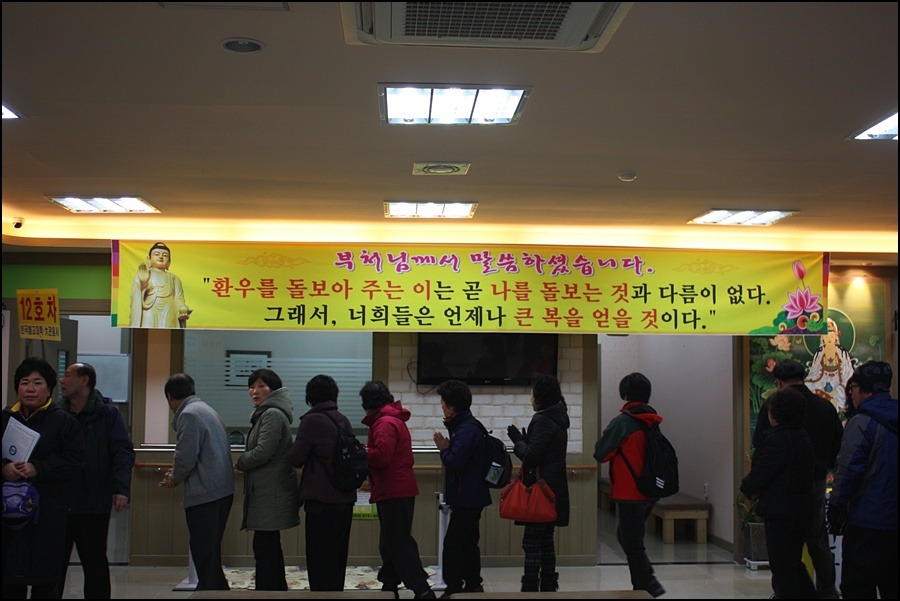 부처님께서 말씀하셨습니다.
"환우를 돌보아 주는 이는 곧 나를 돌보는 것과 다름이 없다.
그래서, 너희들은 언제나 큰 복을 얻을 것이다."
12호차